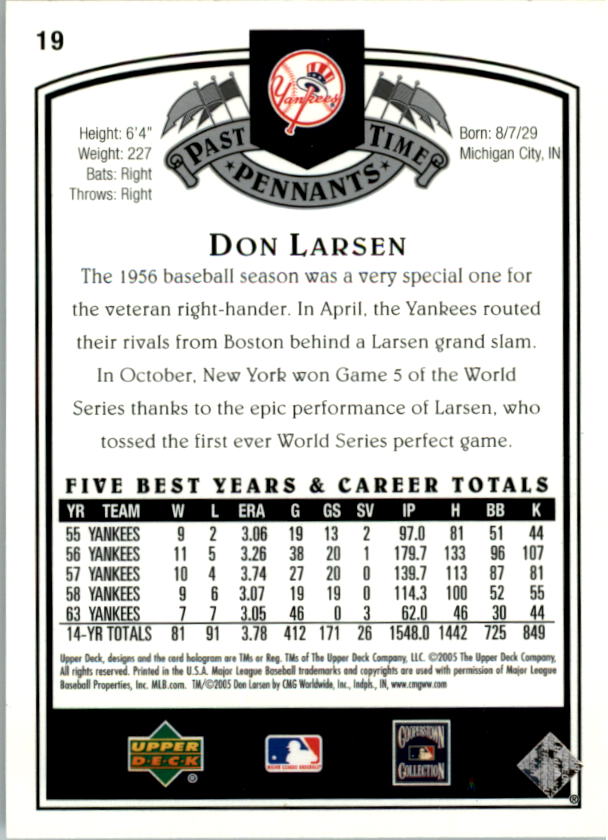 19
Yankees
PAST TIME
PENNANTS
Height: 6'4"
Weight: 227
Bats: Right
Throws: Right
Born: 8/7/29
Michigan City, IN
DON LARSEN
The 1956 baseball season was a very special one for
the veteran right-hander. In April, the Yankees routed
their rivals from Boston behind a Larsen grand slam.
In October, New York won Game 5 of the World
Series thanks to the epic performance of Larsen, who
tossed the first ever World Series perfect game.
FIVE BEST YEARS & CAREER TOTALS
YR TEAM W L ERA G GS SV IP H BB K
55 YANKEES 9 2 3.06 19 13 2 97.0 81 51 44
56 YANKEES 11 5 3.26 38 20 1 179.7 133 96 107
57 YANKEES 10 4 3.74 27 20 0 139.7 113 87 81
58 YANKEES 9 6 3.07 19 19 0 114.3 100 52 55
63 YANKEES 7 7 3.05 46 0 3 62.0 46 30 44
14-YR TOTALS 81 91 3.78 412 171 26 1548.0 1442 725 849
Upper Deck, designs and the card hologram are TMs or Reg. TMs of The Upper Deck Company, LLC. ©2005 The Upper Deck Company,
All rights reserved. Printed in the U.S.A. Major League Baseball trademarks and copyrights are used with permission of Major League
Baseball Properties, Inc. MLB.com. TM/©2005 Don Larsen by CMG Worldwide, Inc., Indpls., IN, www.cmgww.com
UPPER
DECK
®
MAJOR LEAGUE BASEBALL
COOPERSTOWN
COLLECTION
®